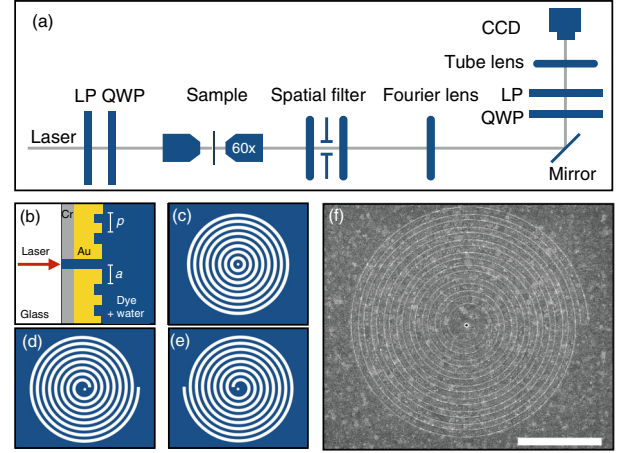 (a)
CCD
Tube lens
LP
QWP
LP QWP
Sample
Spatial filter
Fourier lens
Laser
60x
Mirror
(b)
Cr
p
Au
Laser
a
Glass
Dye
+ water
(c)
(d)
(e)
(f)